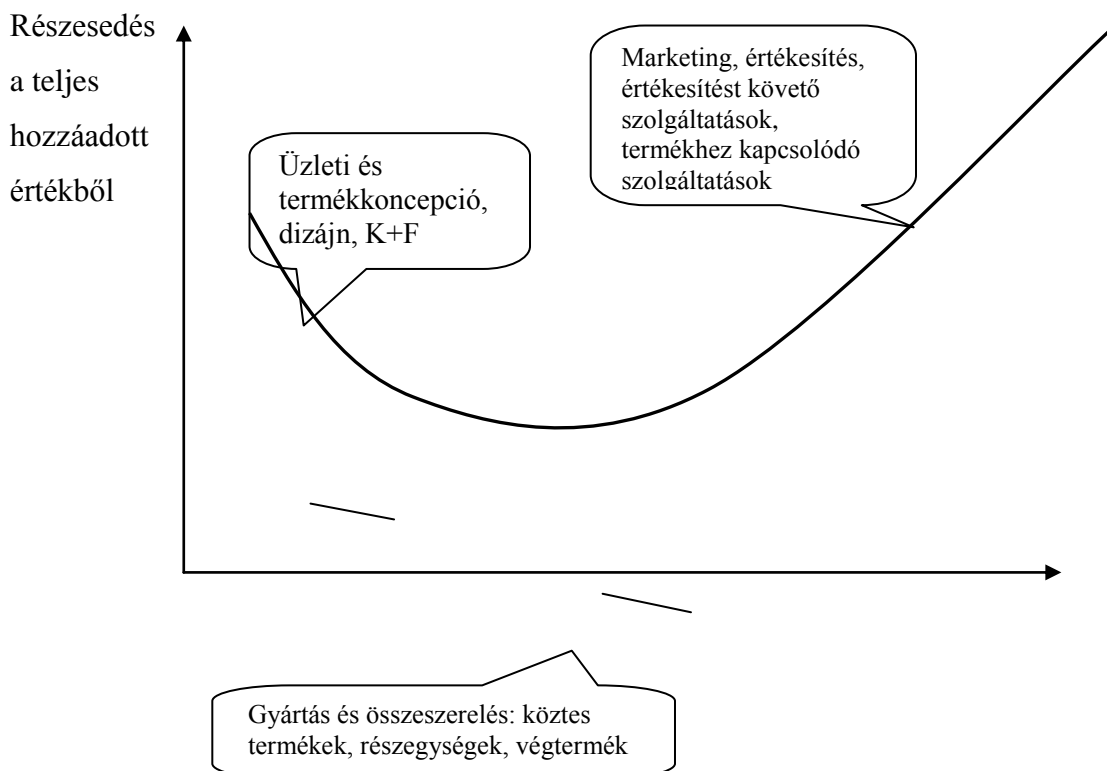 Részesedés
a teljes
hozzáadott
értékből
Üzleti és
termékkoncepció,
dizájn, K+F
Marketing, értékesítés,
értékesítést követő
szolgáltatások,
termékhez kapcsolódó
szolgáltatások
Gyártás és összeszerelés: köztes
termékek, részegységek, végtermék